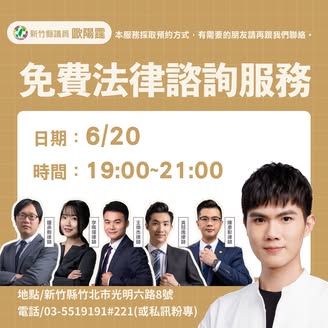 新竹縣議員 歐陽霆 本服務採取預約方式，有需要的朋友請再跟我們聯絡。
免費法律諮詢服務
日期：6/20
時間：19:00~21:00
地點/新竹縣竹北市光明六路8號
電話/03-5519191#221(或私訊粉專)